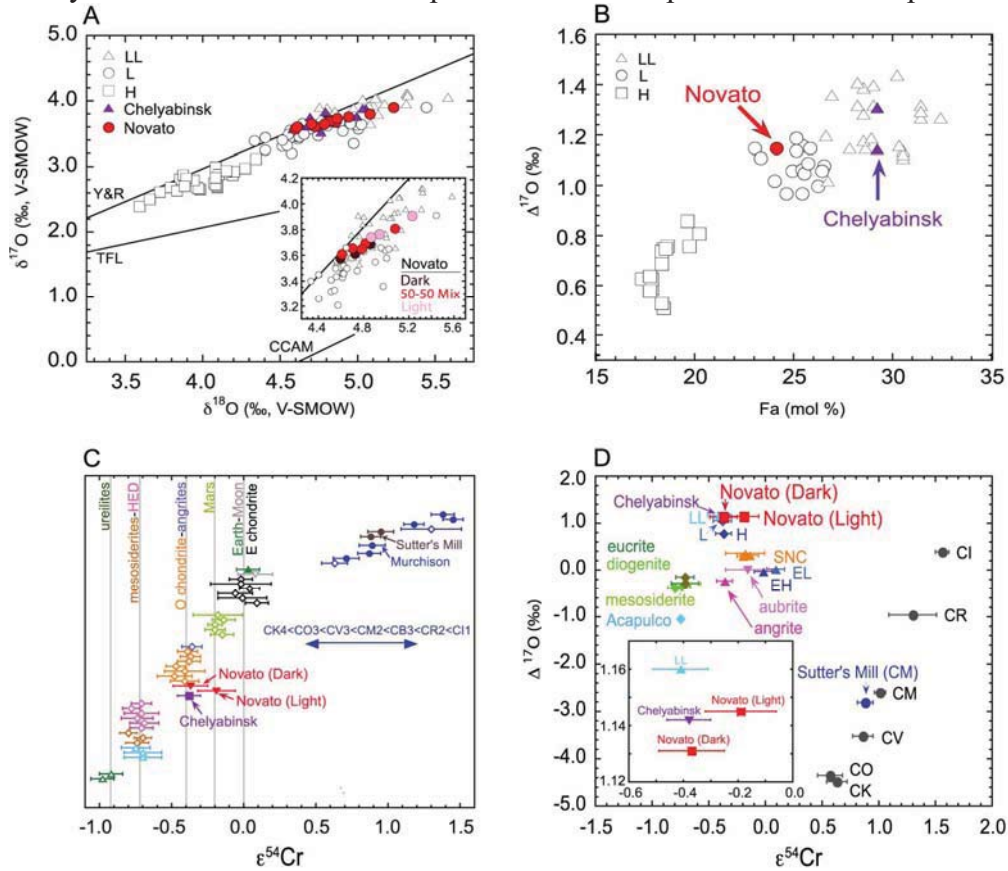 A
△ LL
○ L
□ H
▲ Chelyabinsk
● Novato
5.0
4.0
3.0
2.0
1.0
0.0
δ¹⁷O (‰, V-SMOW)
Y&R
TFL
CCAM
4.2
4.0
3.8
3.6
3.4
3.2
Novato
Dark
50-50 Mix
Light
4.4 4.8 5.2 5.6
3.5 4.0 4.5 5.0 5.5
δ¹⁸O (‰, V-SMOW)
B
△ LL
○ L
□ H
1.6
1.4
1.2
1.0
0.8
0.6
0.4
Δ¹⁷O (‰)
Novato
Chelyabinsk
15 20 25 30 35
Fa (mol %)
C
ureilites
mesosiderites-HED
O chondrite-angrites
Mars
Earth-Moon
E chondrite
Sutter's Mill
Murchison
CK4<CO3<CV3<CM2<CB3<CR2<CI1
Novato (Dark)
Novato (Light)
Chelyabinsk
-1.0 -0.5 0.0 0.5 1.0 1.5
ε⁵⁴Cr
D
2.0
1.0
0.0
-1.0
-2.0
-3.0
-4.0
-5.0
Δ¹⁷O (‰)
Chelyabinsk
Novato (Dark)
LL
Novato (Light)
L H
SNC
CI
eucrite
diogenite
EL
EH
mesosiderite
aubrite
Acapulco
angrite
CR
Sutter's Mill (CM)
CM
CV
CO
CK
1.16
1.14
1.12
LL
Novato (Light)
Chelyabinsk
Novato (Dark)
-0.6 -0.4 -0.2 0.0
-1.5 -1.0 -0.5 0.0 0.5 1.0 1.5 2.0
ε⁵⁴Cr